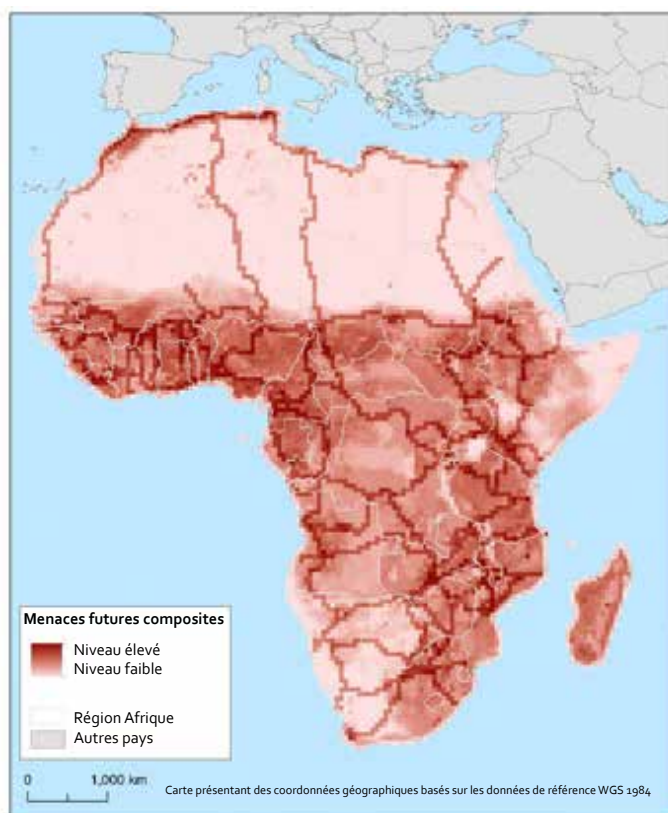 Menaces futures composites
Niveau élevé
Niveau faible
Région Afrique
Autres pays
0 1,000 km
Carte présentant des coordonnées géographiques basés sur les données de référence WGS 1984